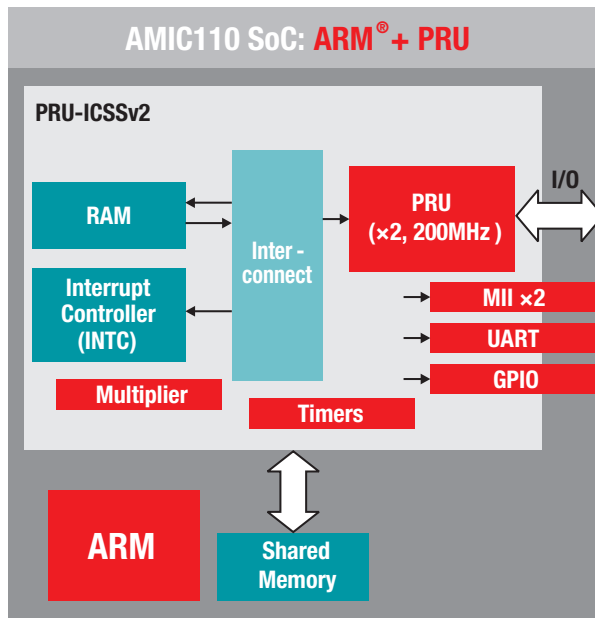 AMIC110 SoC: ARM®+ PRU
PRU-ICSSv2
RAM
Interrupt
Controller
(INTC)
Inter -
connect
PRU
(×2, 200MHz )
I/O
MII ×2
UART
GPIO
Multiplier
Timers
ARM
Shared
Memory